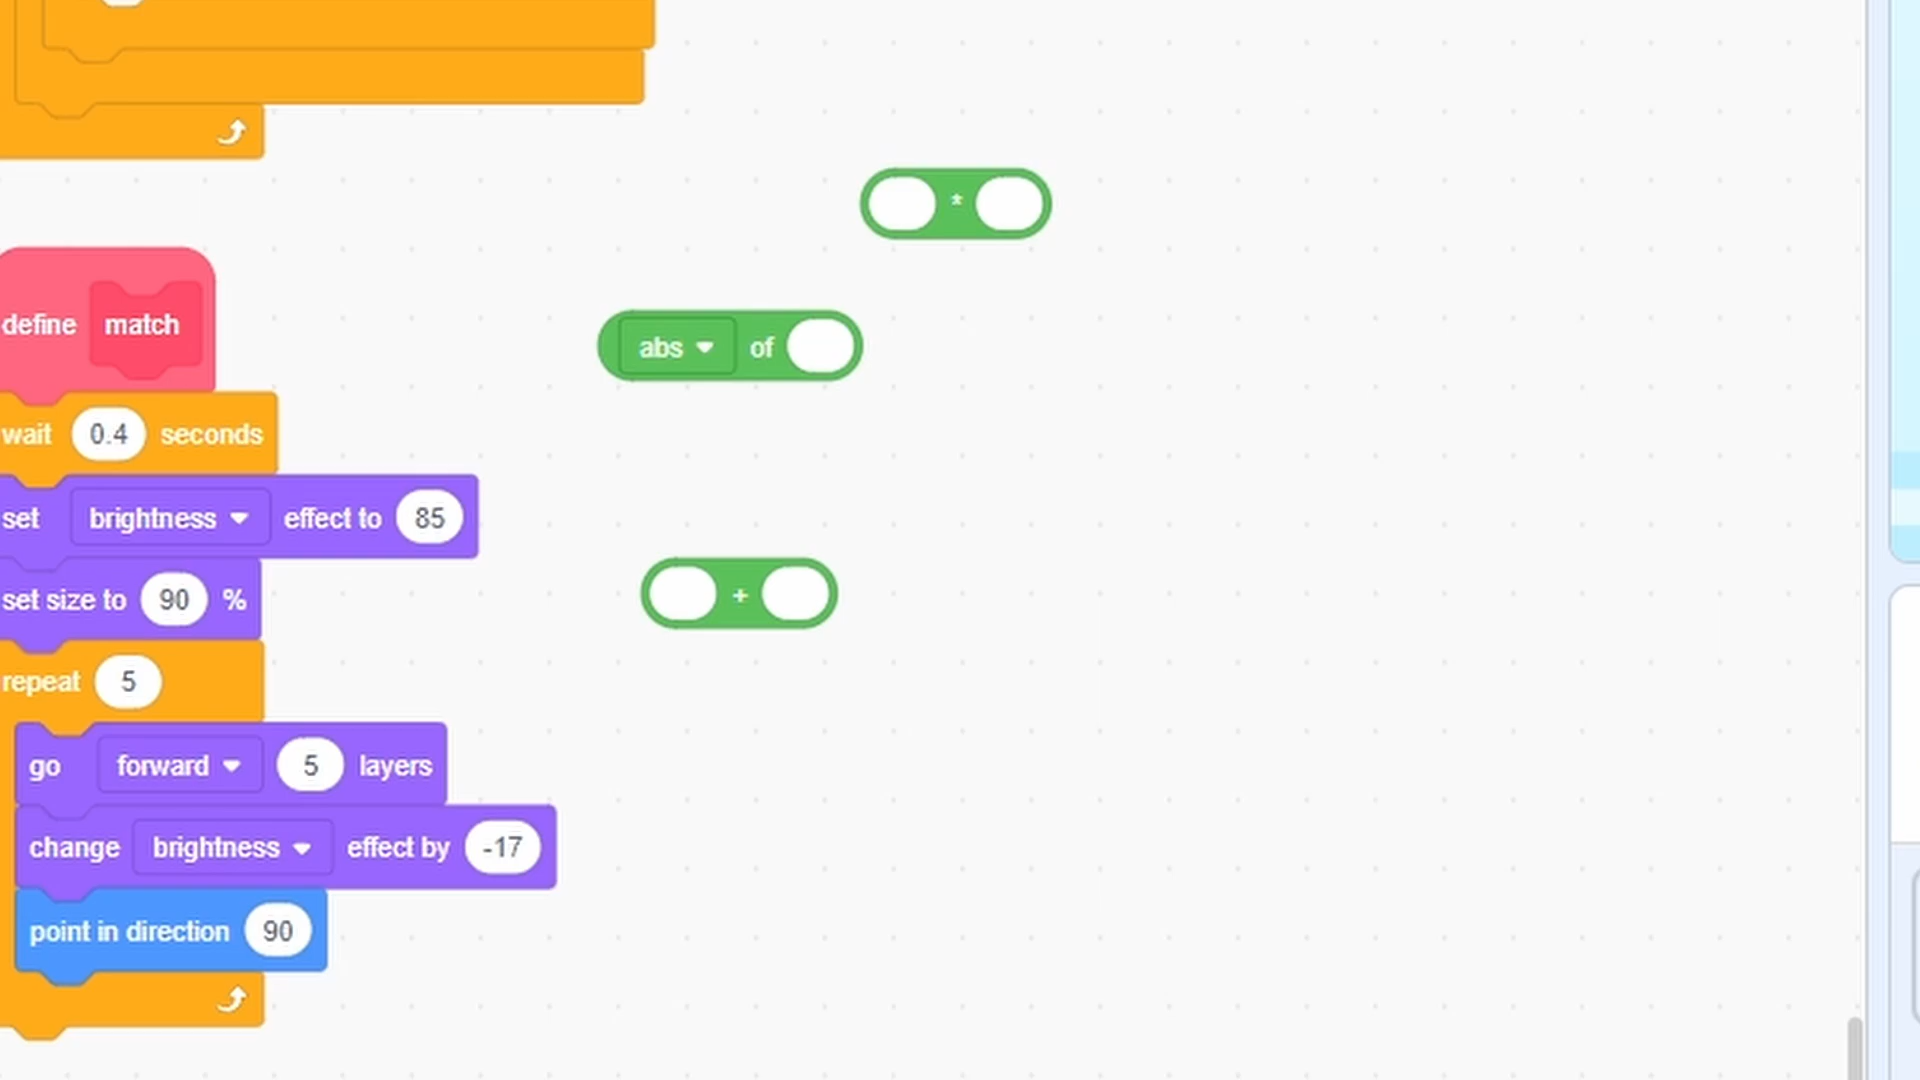 *
define match
abs of
wait 0.4 seconds
set brightness effect to 85
set size to 90 %
+
repeat 5
go forward 5 layers
change brightness effect by -17
point in direction 90